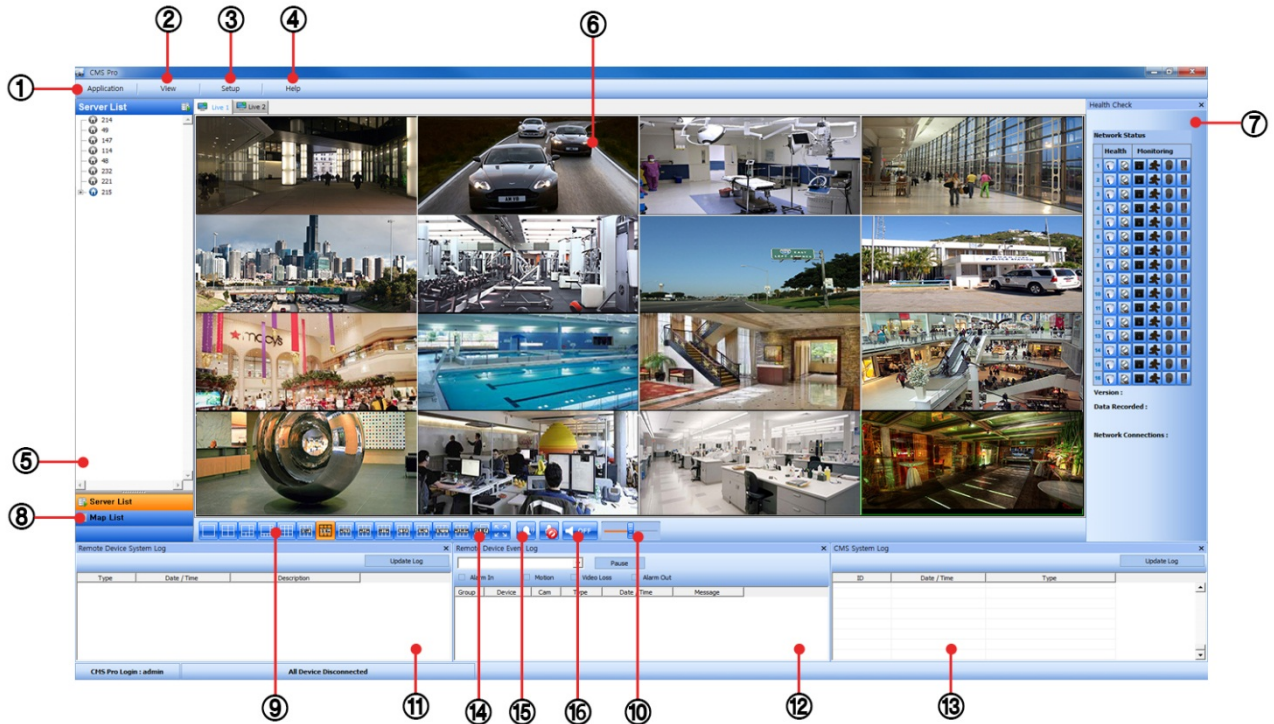 ② ③ ④ ⑥
①
CMS Pro
Application View Setup Help
Server List
Live 1 Live 2
Health Check
⑦
214
49
147
114
48
232
221
215
Network Status
Health Monitoring
1
Version :
Data Recorded :
Network Connections :
macy's
⑤
Server List
⑧
Map List
OFF
Remote Device System Log
Update Log
Type Date / Time Description
Remote Device Event Log
Pause
Alarm In Motion Video Loss Alarm Out
Group Device Cam Type Date / Time Message
CMS System Log
Update Log
ID Date / Time Type
CMS Pro Login : admin All Device Disconnected
⑨ ⑪ ⑭ ⑮ ⑯ ⑩ ⑫ ⑬